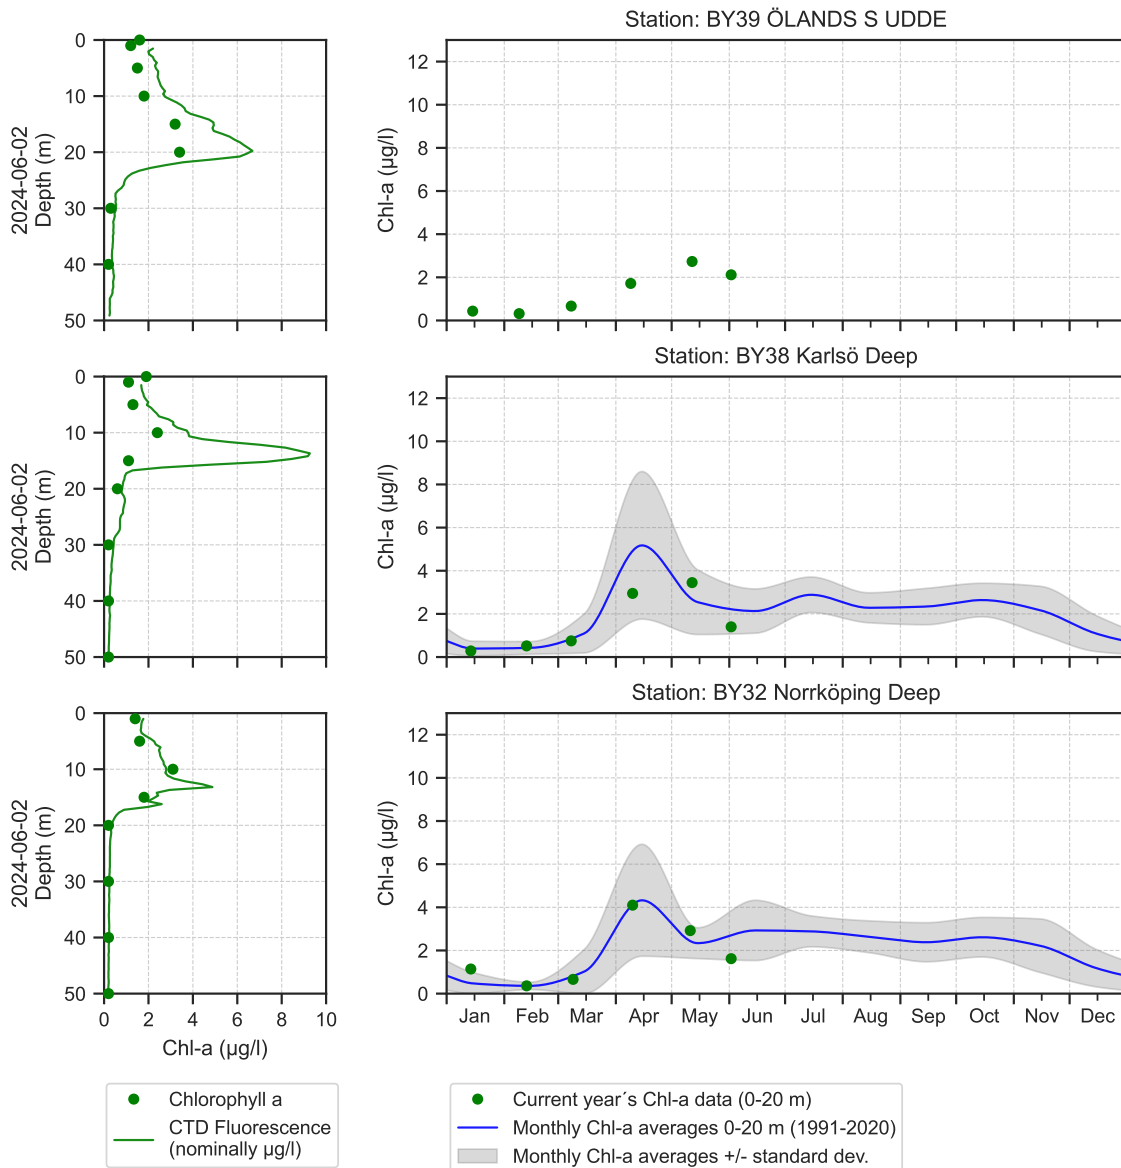 Station: BY39 ÖLANDS S UDDE
0
10
20
30
40
50
2024-06-02
Depth (m)
12
10
8
6
4
2
0
Chl-a (µg/l)
Station: BY38 Karlsö Deep
0
10
20
30
40
50
2024-06-02
Depth (m)
12
10
8
6
4
2
0
Chl-a (µg/l)
Station: BY32 Norrköping Deep
0
10
20
30
40
50
2024-06-02
Depth (m)
0 2 4 6 8 10
Chl-a (µg/l)
12
10
8
6
4
2
0
Chl-a (µg/l)
Jan Feb Mar Apr May Jun Jul Aug Sep Oct Nov Dec
Chlorophyll a
CTD Fluorescence
(nominally µg/l)
Current year´s Chl-a data (0-20 m)
Monthly Chl-a averages 0-20 m (1991-2020)
Monthly Chl-a averages +/- standard dev.